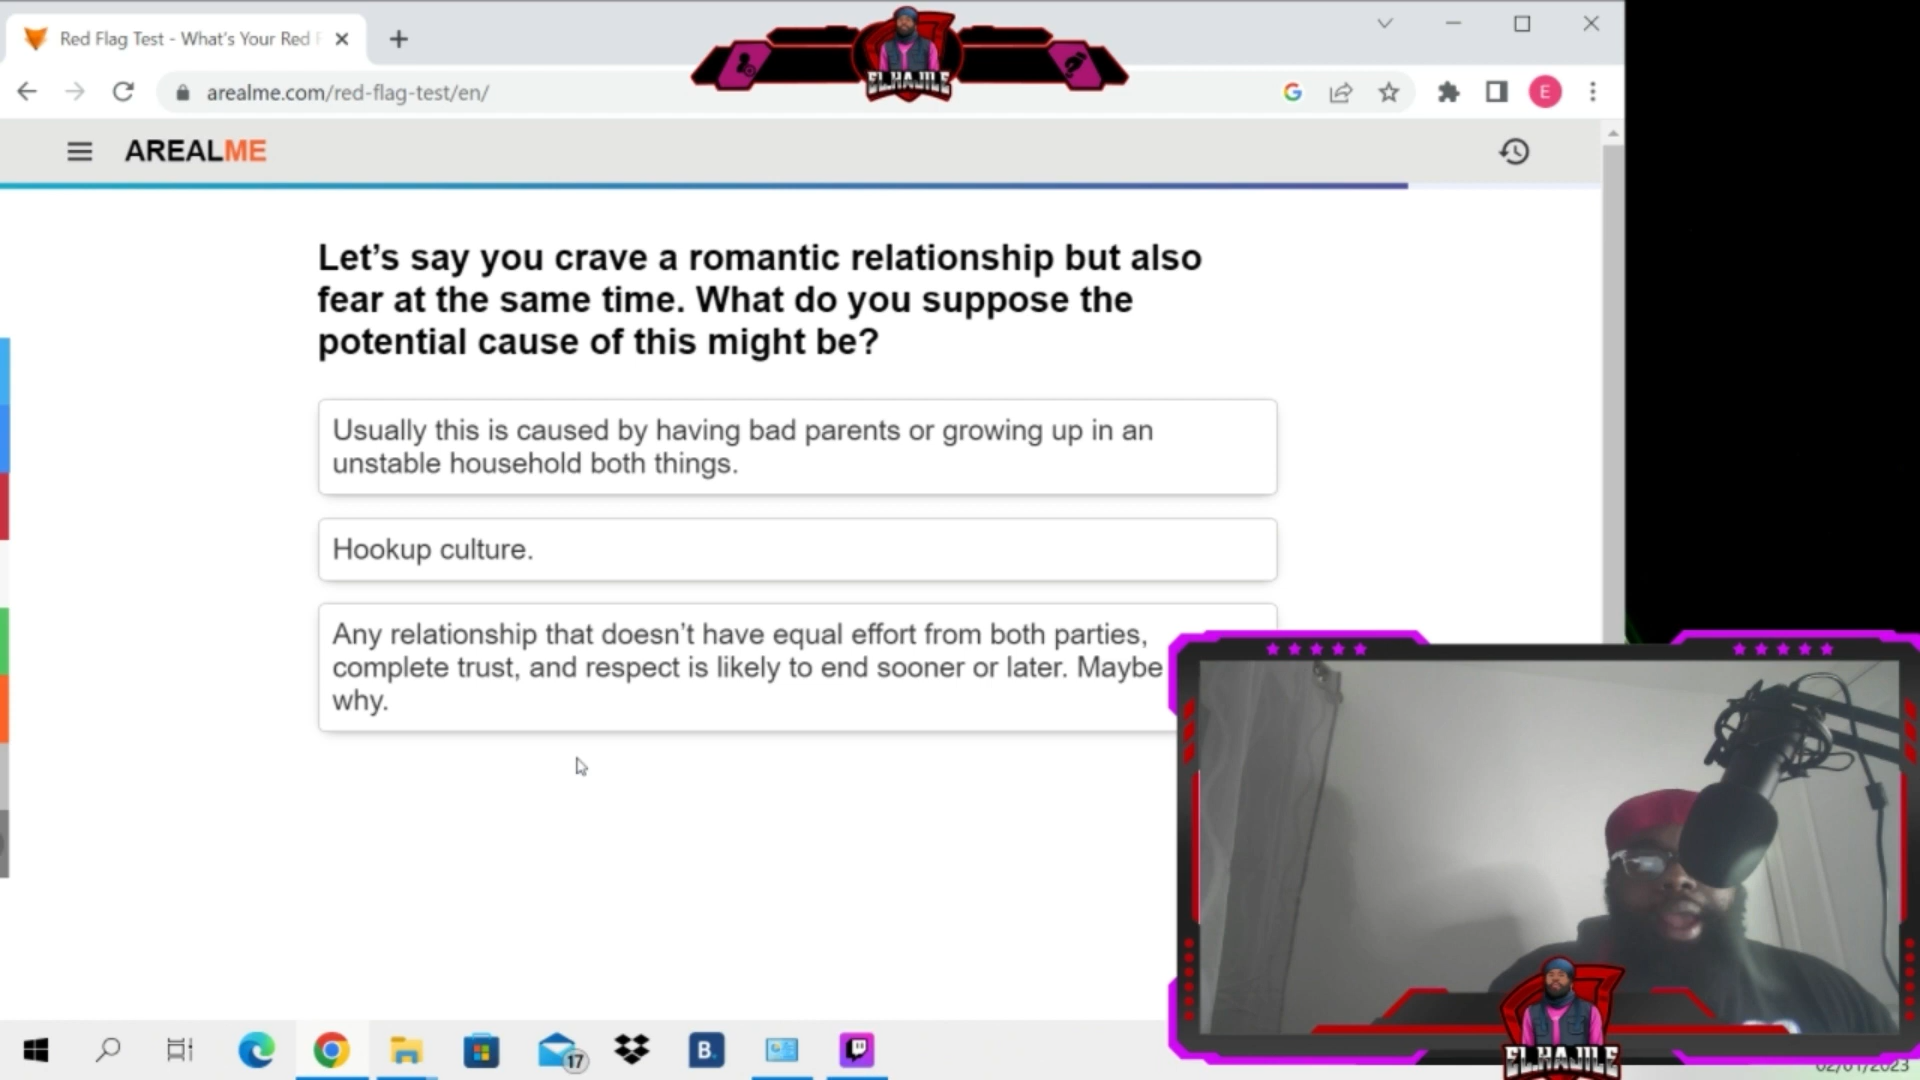 Red Flag Test - What's Your Red F
arealme.com/red-flag-test/en/
E
ELHAJILE
AREALME
Let's say you crave a romantic relationship but also
fear at the same time. What do you suppose the
potential cause of this might be?
Usually this is caused by having bad parents or growing up in an
unstable household both things.
Hookup culture.
Any relationship that doesn't have equal effort from both parties,
complete trust, and respect is likely to end sooner or later. Maybe
why.
B.
17
ELHAJILE
02/01/2023